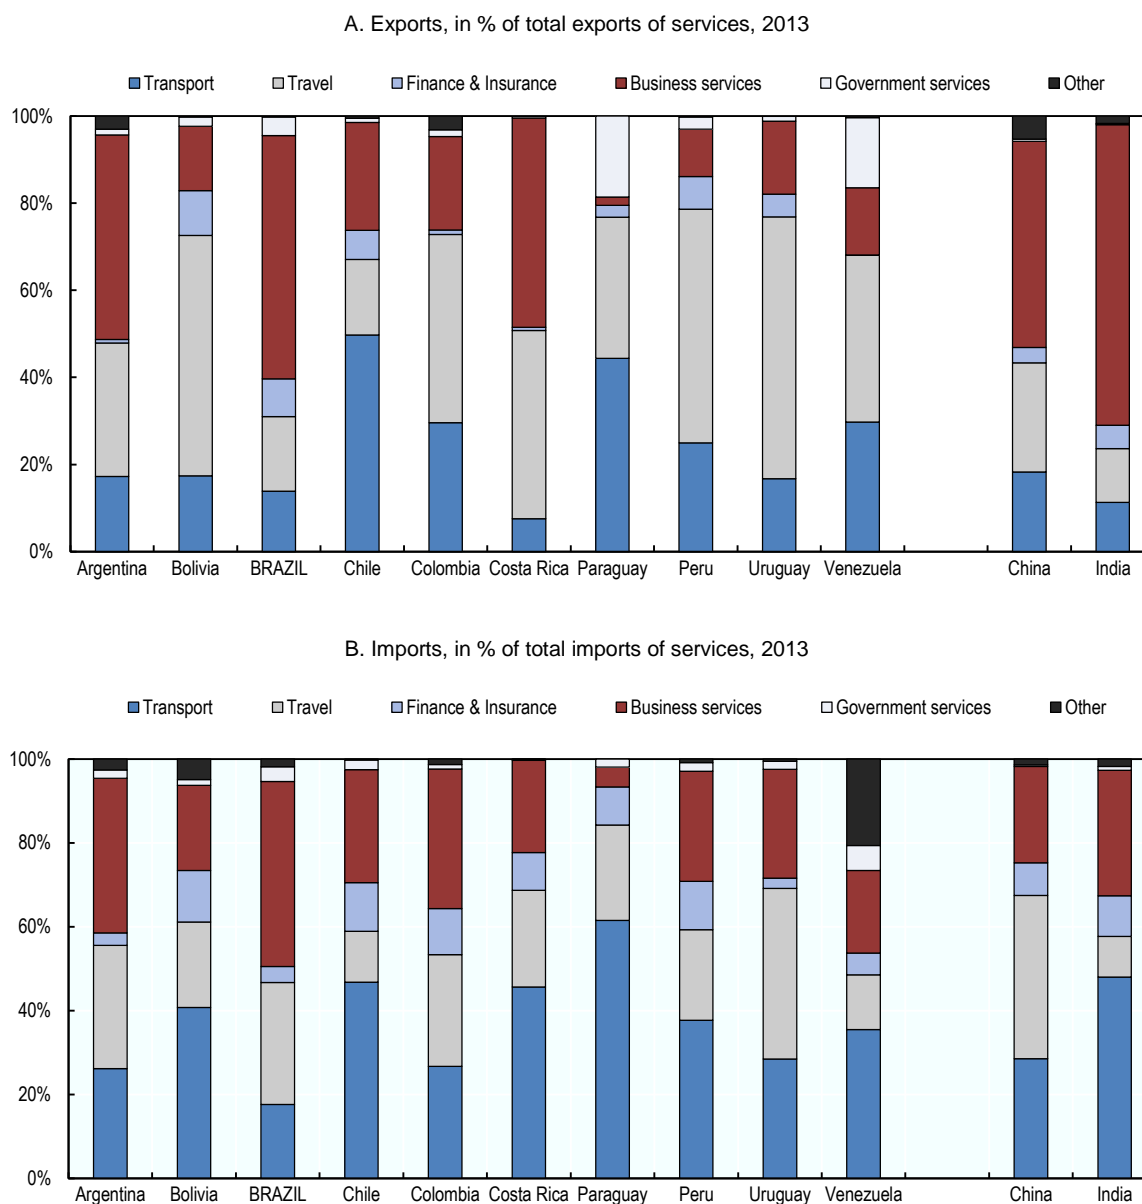 A. Exports, in % of total exports of services, 2013
Transport Travel Finance & Insurance Business services Government services Other
100%
80%
60%
40%
20%
0%
Argentina Bolivia BRAZIL Chile Colombia Costa Rica Paraguay Peru Uruguay Venezuela China India
B. Imports, in % of total imports of services, 2013
Transport Travel Finance & Insurance Business services Government services Other
100%
80%
60%
40%
20%
0%
Argentina Bolivia BRAZIL Chile Colombia Costa Rica Paraguay Peru Uruguay Venezuela China India